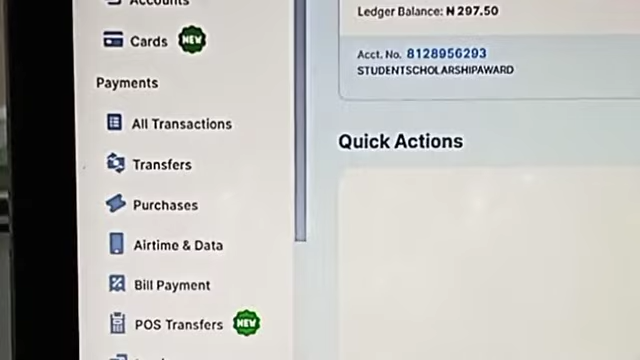 Accounts
Cards NEW
Payments
All Transactions
Transfers
Purchases
Airtime & Data
Bill Payment
POS Transfers NEW
Ledger Balance: ₦ 297.50
Acct. No. 8128956293
STUDENTSCHOLARSHIPAWARD
Quick Actions